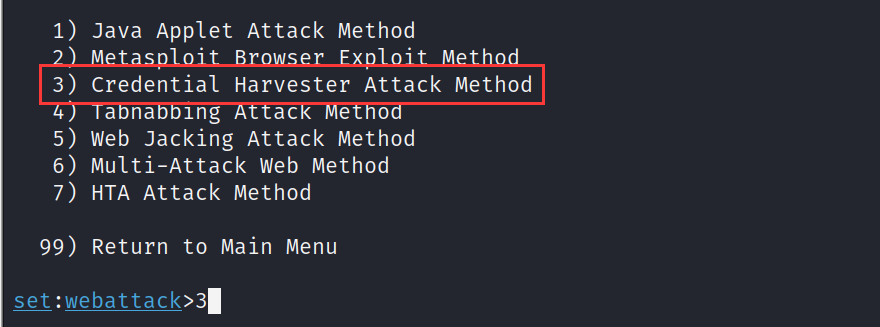 1) Java Applet Attack Method
2) Metasploit Browser Exploit Method
3) Credential Harvester Attack Method
4) Tabnabbing Attack Method
5) Web Jacking Attack Method
6) Multi-Attack Web Method
7) HTA Attack Method
99) Return to Main Menu
set:webattack>3